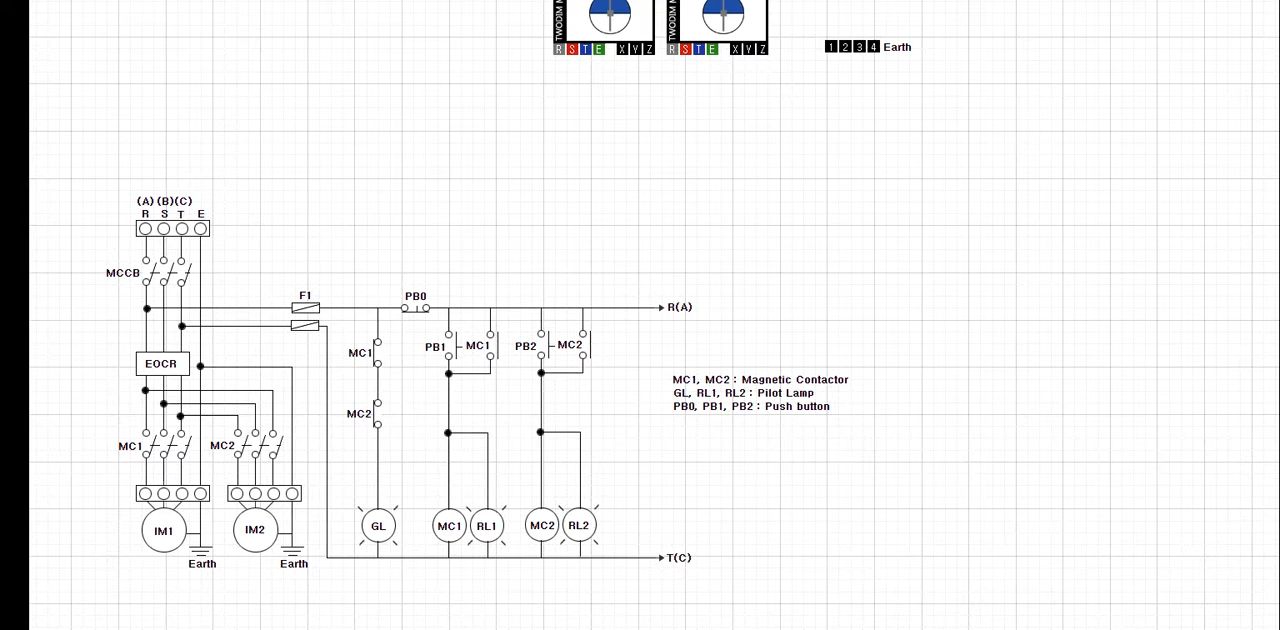 TWODIM M
TWODIM M
R S T E X Y Z
R S T E X Y Z
1 2 3 4 Earth
(A) (B) (C)
R S T E
MCCB
F1
PB0
R(A)
MC1
PB1
MC1
PB2
MC2
EOCR
MC1, MC2 : Magnetic Contactor
GL, RL1, RL2 : Pilot Lamp
PB0, PB1, PB2 : Push button
MC2
MC1
MC2
IM1
IM2
GL
MC1
RL1
MC2
RL2
Earth
Earth
T(C)